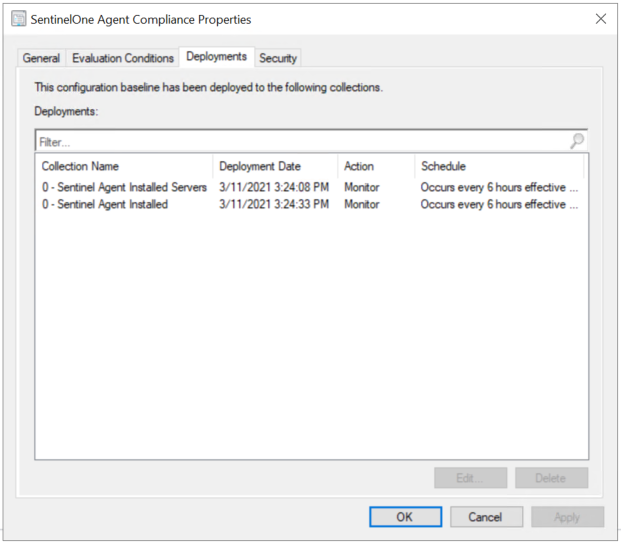 SentinelOne Agent Compliance Properties
General Evaluation Conditions Deployments Security
This configuration baseline has been deployed to the following collections.
Deployments:
Filter...
Collection Name Deployment Date Action Schedule
0 - Sentinel Agent Installed Servers 3/11/2021 3:24:08 PM Monitor Occurs every 6 hours effective ...
0 - Sentinel Agent Installed 3/11/2021 3:24:33 PM Monitor Occurs every 6 hours effective ...
Edit... Delete
OK Cancel Apply